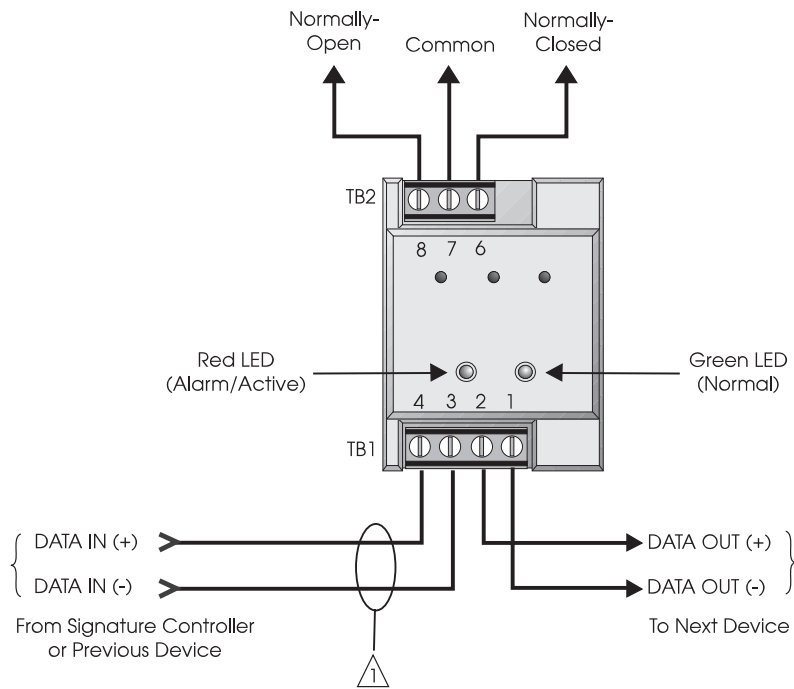 Normally-
Open
Common
Normally-
Closed
TB2
8 7 6
Red LED
(Alarm/Active)
Green LED
(Normal)
4 3 2 1
TB1
DATA IN (+)
DATA OUT (+)
DATA IN (-)
DATA OUT (-)
From Signature Controller
or Previous Device
To Next Device
1